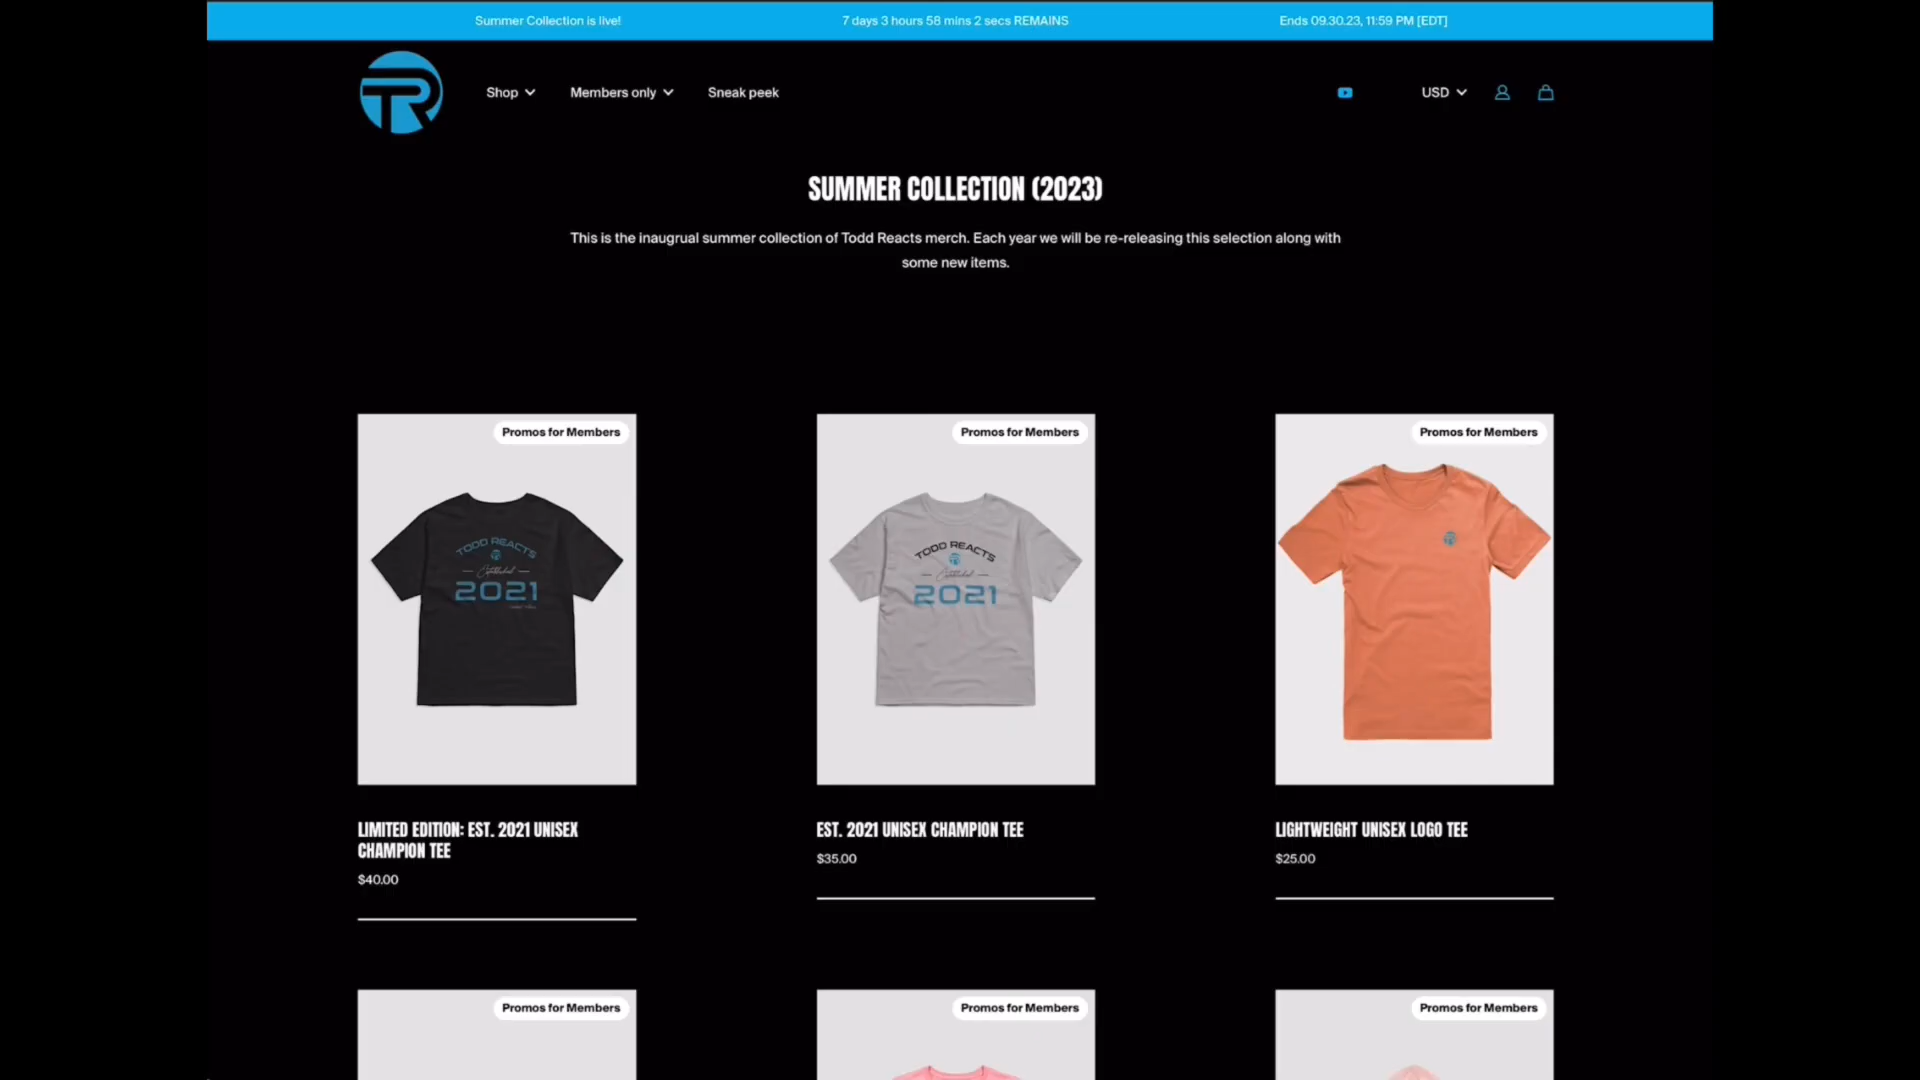 Summer Collection is live!
7 days 3 hours 58 mins 2 secs REMAINS
Ends 09.30.23, 11:59 PM [EDT]
TR
Shop
Members only
Sneak peek
USD
SUMMER COLLECTION (2023)
This is the inaugrual summer collection of Todd Reacts merch. Each year we will be re-releasing this selection along with
some new items.
Promos for Members
Promos for Members
Promos for Members
TODD REACTS
Established
2021
TODD REACTS
Established
2021
LIMITED EDITION: EST. 2021 UNISEX
CHAMPION TEE
$40.00
EST. 2021 UNISEX CHAMPION TEE
$35.00
LIGHTWEIGHT UNISEX LOGO TEE
$25.00
Promos for Members
Promos for Members
Promos for Members